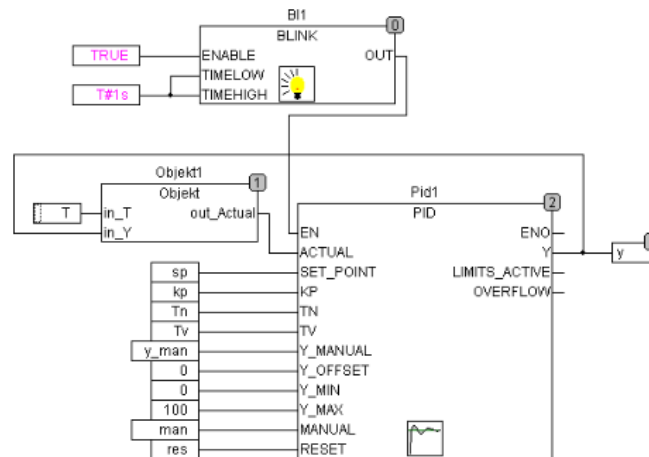 BI1
0
BLINK
TRUE
ENABLE
OUT
TIMELOW
T#1s
TIMEHIGH
Objekt1
1
Objekt
Pid1
2
PID
T
in_T
out_Actual
in_Y
EN
ENO
ACTUAL
Y
y
sp
SET_POINT
LIMITS_ACTIVE
kp
KP
OVERFLOW
Tn
TN
Tv
TV
y_man
Y_MANUAL
0
Y_OFFSET
0
Y_MIN
100
Y_MAX
man
MANUAL
res
RESET